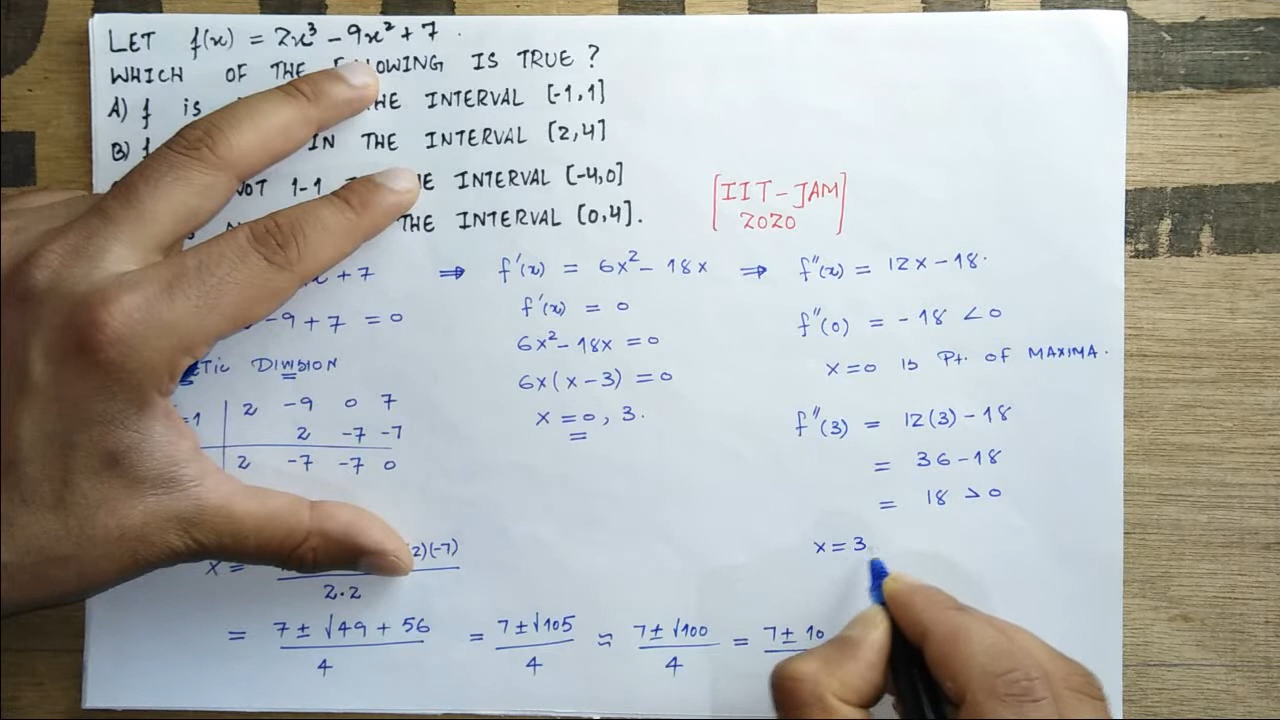 LET f(x) = 2x³ - 9x² + 7.
WHICH OF THE OWING IS TRUE ?
A) f is HE INTERVAL [-1,1]
B) f IN THE INTERVAL [2,4]
NOT 1-1 E INTERVAL [-4,0]
THE INTERVAL [0,4].
[IIT-JAM
2020]
+7 ⇒ f'(x) = 6x² - 18x ⇒ f''(x) = 12x - 18.
- 9 + 7 = 0
DIVISION
=1 | 2 -9 0 7
2 -7 -7
2 -7 -7 0
f'(x) = 0
6x² - 18x = 0
6x(x - 3) = 0
x = 0, 3.
f''(0) = - 18 < 0
x = 0 is Pt. OF MAXIMA.
f''(3) = 12(3) - 18
= 36 - 18
= 18 > 0
x = 3
x = 2)(-7)
2.2
= 7 ± √49 + 56 / 4 = 7 ± √105 / 4 ≈ 7 ± √100 / 4 = 7 ± 10